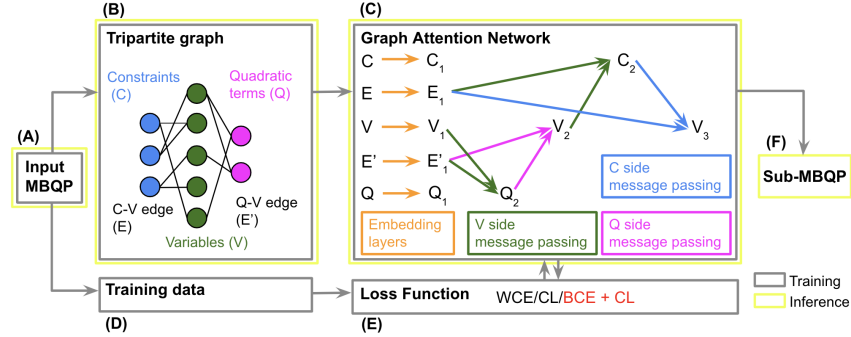 (A)
Input
MBQP
(B)
Tripartite graph
Constraints
(C)
Quadratic
terms (Q)
C-V edge
(E)
Q-V edge
(E')
Variables (V)
(C)
Graph Attention Network
C C₁
E E₁
V V₁
E' E'₁
Q Q₁
Q₂
V₂
C₂
V₃
Embedding
layers
V side
message passing
Q side
message passing
C side
message passing
(F)
Sub-MBQP
Training data
(D)
Loss Function WCE/CL/BCE + CL
(E)
Training
Inference